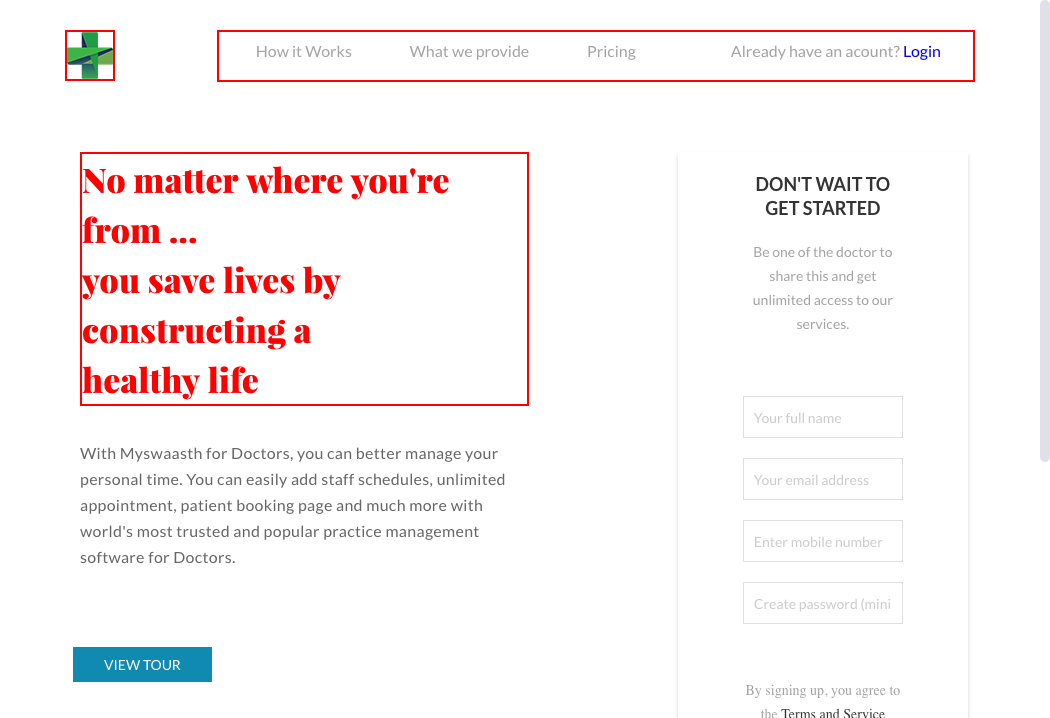 How it Works What we provide Pricing Already have an acount? Login
No matter where you're
from ...
you save lives by
constructing a
healthy life
With Myswaasth for Doctors, you can better manage your
personal time. You can easily add staff schedules, unlimited
appointment, patient booking page and much more with
world's most trusted and popular practice management
software for Doctors.
VIEW TOUR
DON'T WAIT TO
GET STARTED
Be one of the doctor to
share this and get
unlimited access to our
services.
Your full name
Your email address
Enter mobile number
Create password (mini
By signing up, you agree to
the Terms and Service